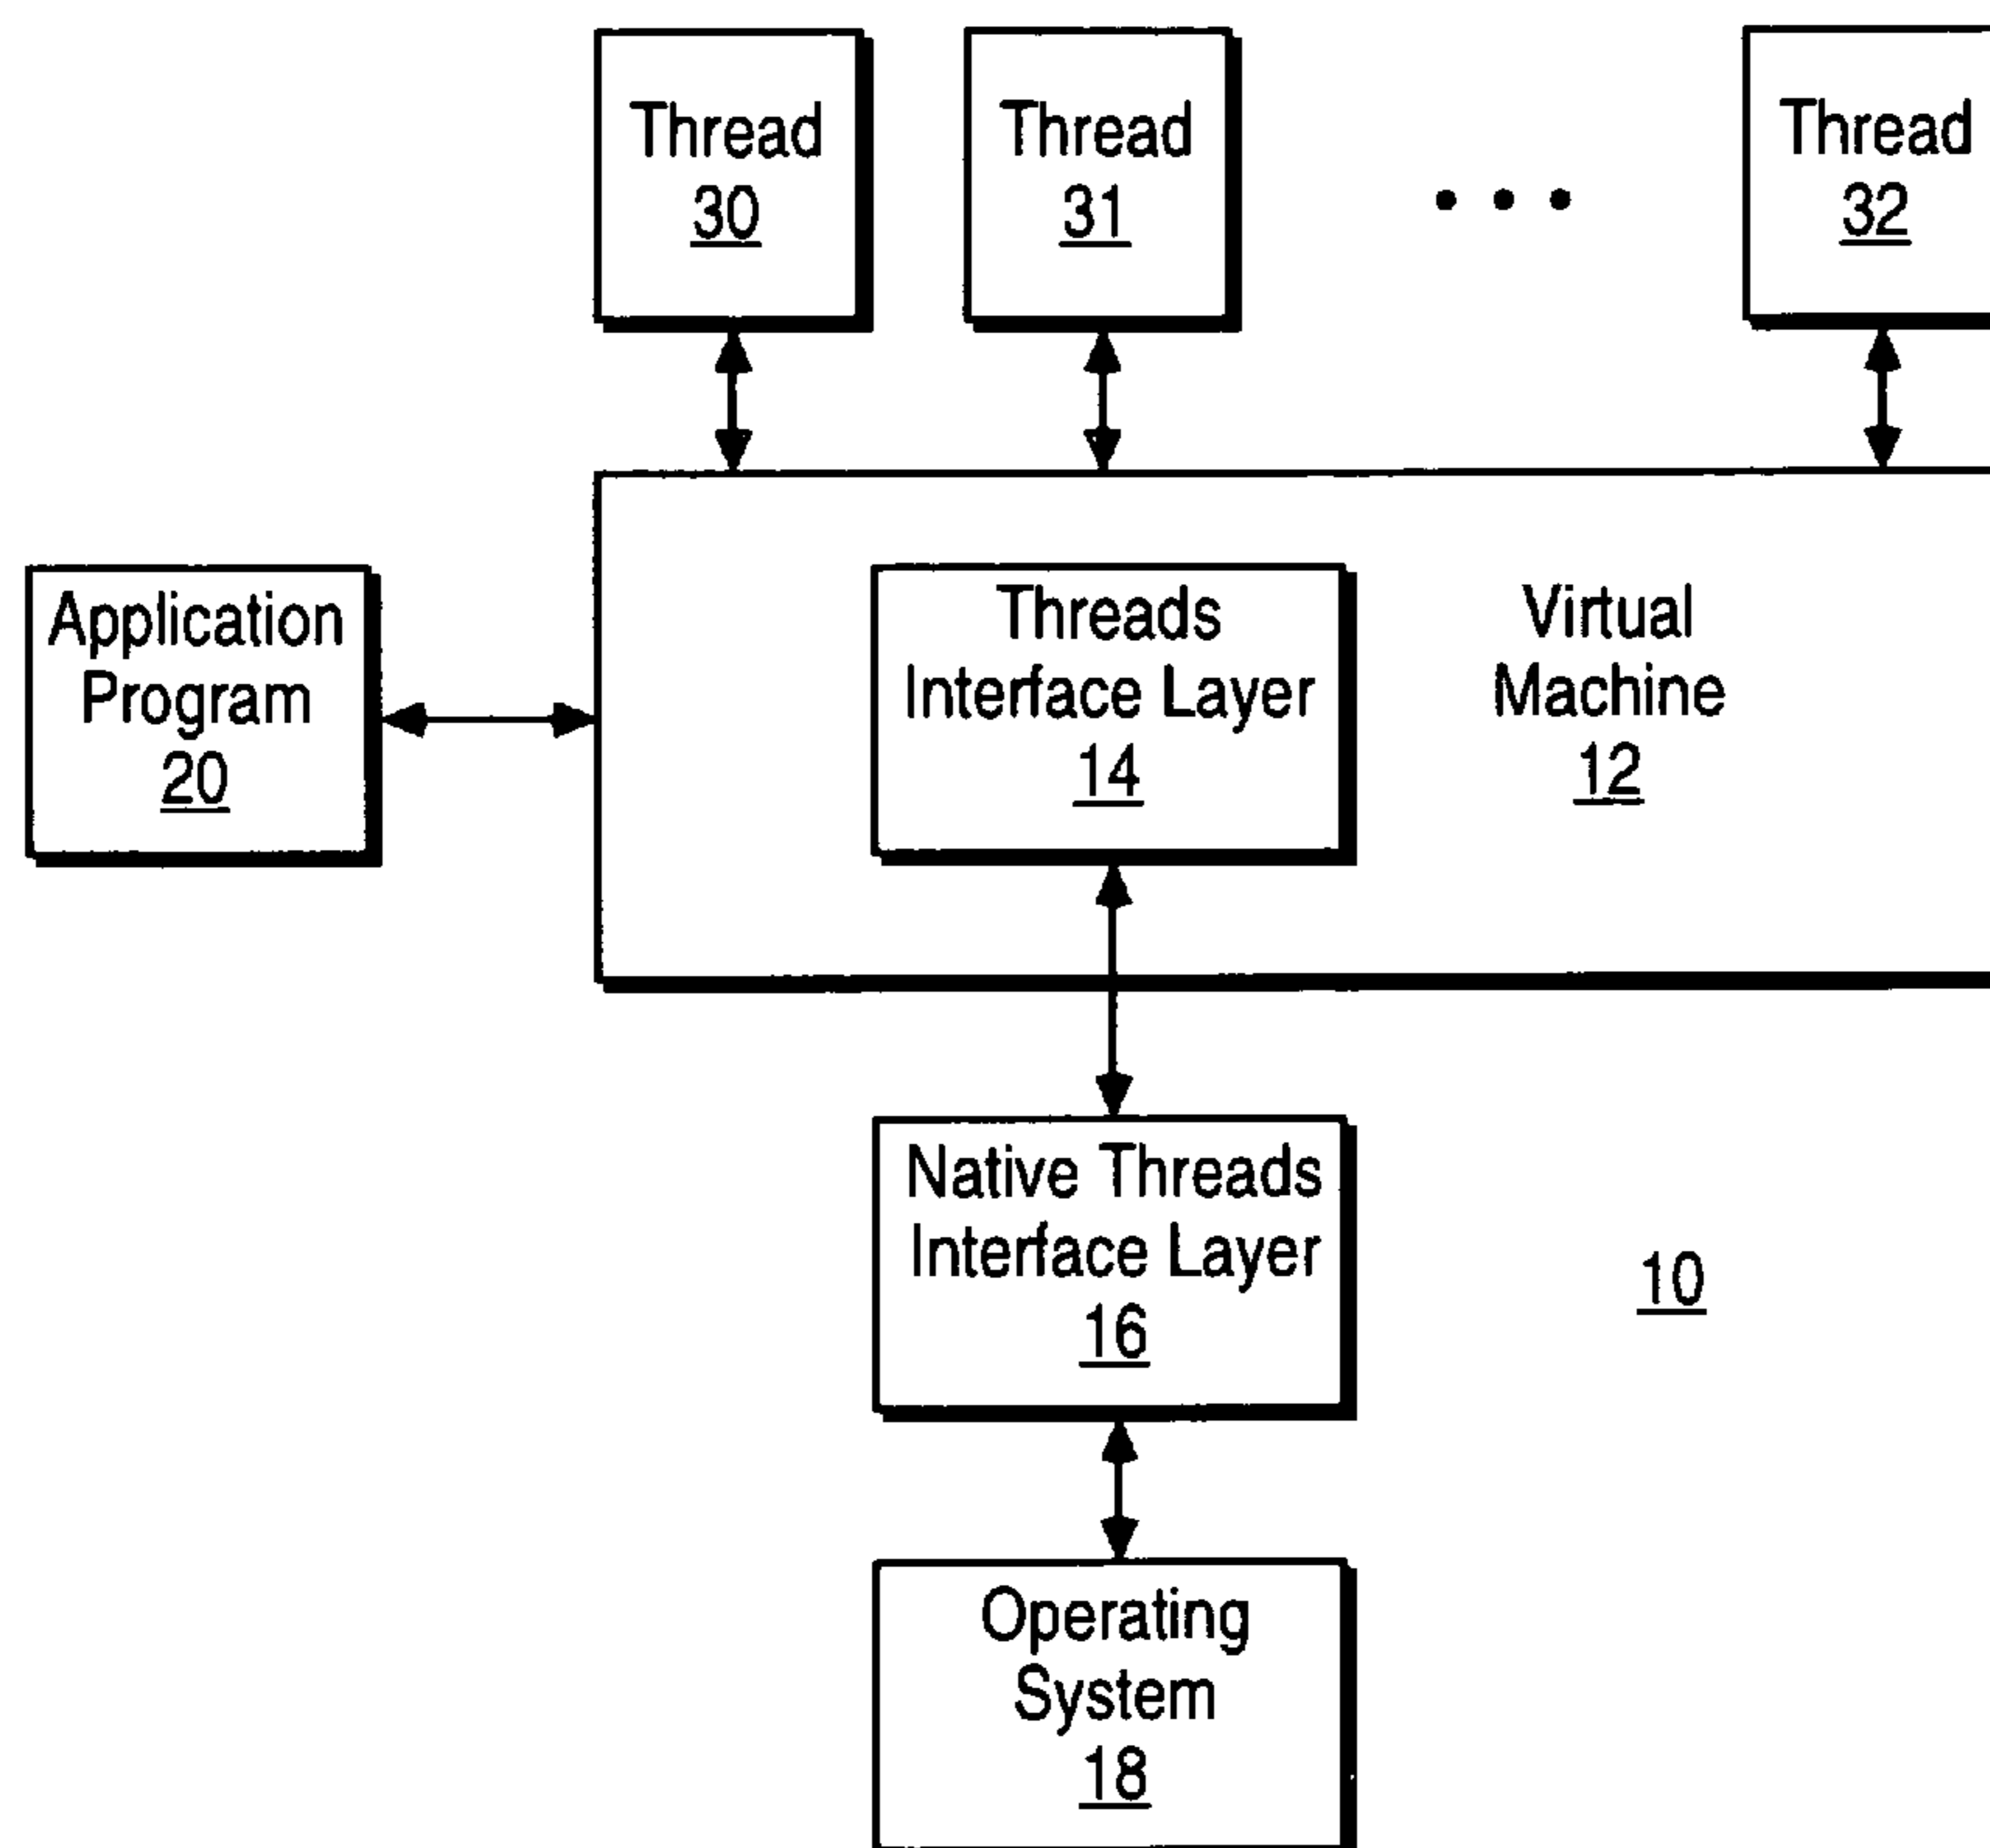 Thread
30
Thread
31
• • •
Thread
32
Application
Program
20
Threads
Interface Layer
14
Virtual
Machine
12
Native Threads
Interface Layer
16
10
Operating
System
18